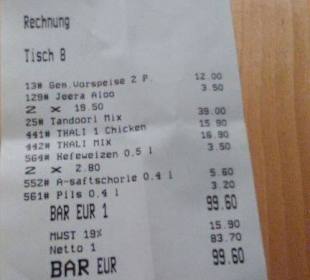 Rechnung
Tisch 8
13# Gem.Vorspeise 2 P. 12.00
129# Jeera Aloo 3.50
2 x 19.50
25# Tandoori Mix 39.00
441# THALI 1 Chicken 15.90
442# THALI MIX 16.90
564# Hefeweizen 0.5 l 3.50
2 x 2.80
552# A-saftschorle 0.4 l 5.60
561# Pils 0.4 l 3.20
BAR EUR 1 99.60
MWST 19% 15.90
Netto 1 83.70
BAR EUR 99.60